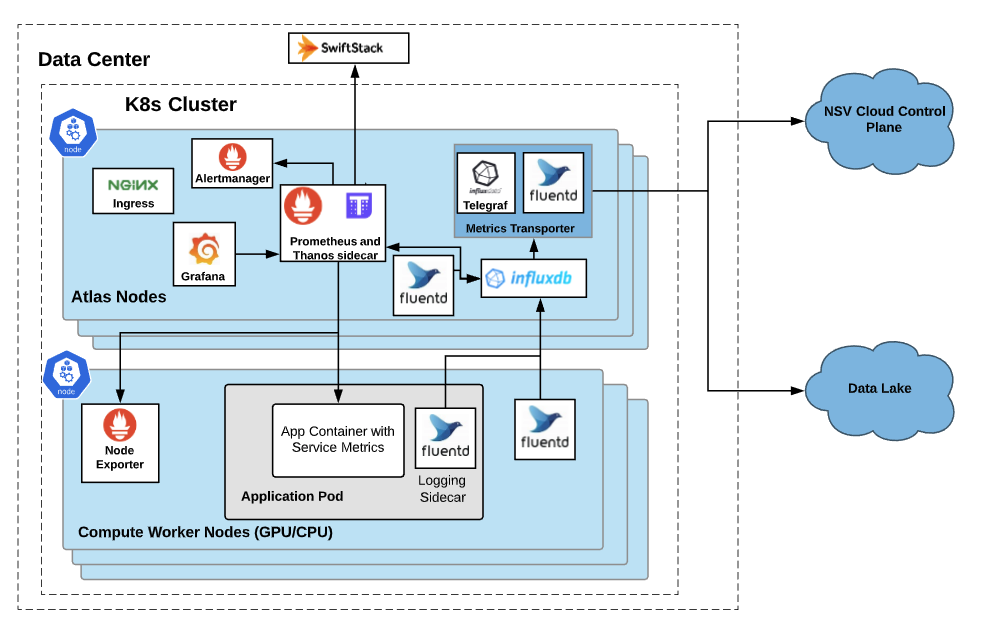 SwiftStack
Data Center
K8s Cluster
node
Alertmanager
NGINX
Ingress
T
Prometheus and
Thanos sidecar
Grafana
Atlas Nodes
fluentd
influxdata
Telegraf
fluentd
Metrics Transporter
influxdb
NSV Cloud Control
Plane
Data Lake
node
Node
Exporter
App Container with
Service Metrics
Application Pod
fluentd
Logging
Sidecar
fluentd
Compute Worker Nodes (GPU/CPU)